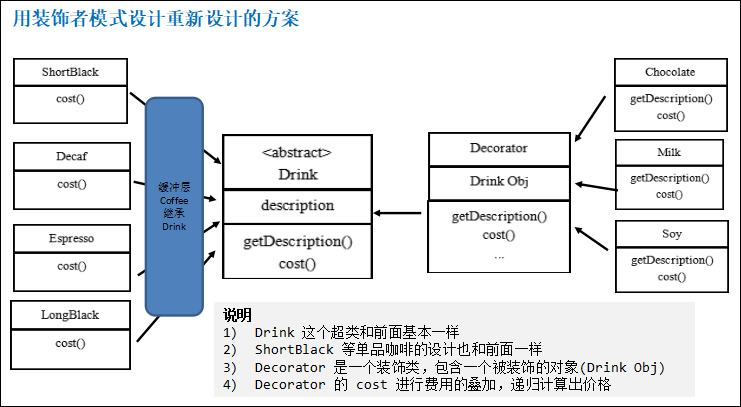 用装饰者模式设计重新设计的方案
ShortBlack
cost()
Decaf
cost()
Espresso
cost()
LongBlack
cost()
缓冲层
Coffee
继承
Drink
<abstract>
Drink
description
getDescription()
cost()
Decorator
Drink Obj
getDescription()
cost()
...
Chocolate
getDescription()
cost()
Milk
getDescription()
cost()
Soy
getDescription()
cost()
说明
1) Drink 这个超类和前面基本一样
2) ShortBlack 等单品咖啡的设计也和前面一样
3) Decorator 是一个装饰类，包含一个被装饰的对象(Drink Obj)
4) Decorator 的 cost 进行费用的叠加，递归计算出价格